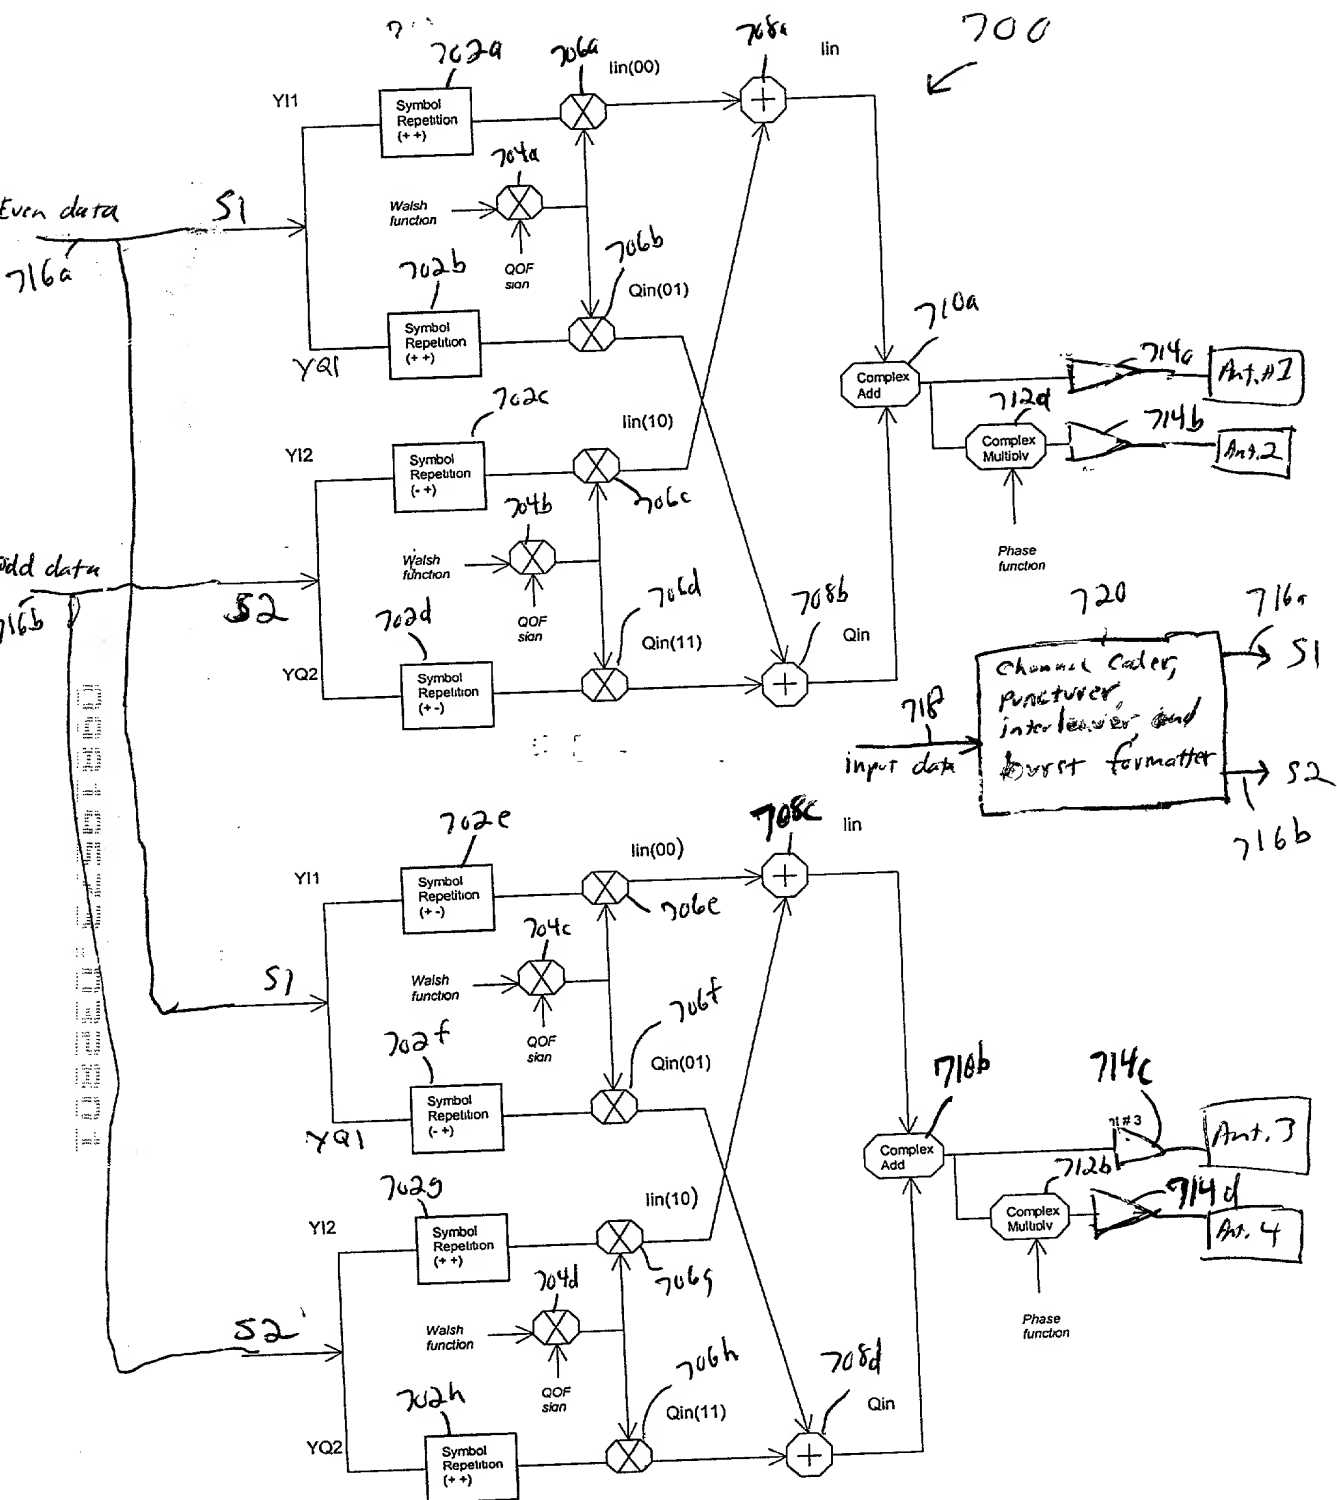 700
702a
706a
Iin(00)
708a
Iin
YI1
Symbol
Repetition
(+ +)
704a
Even data
S1
Walsh
function
716a
702b
QOF
sign
706b
Qin(01)
Symbol
Repetition
(+ +)
YQ1
710a
Complex
Add
714a
Ant.#1
702c
Iin(10)
712a
714b
YI2
Symbol
Repetition
(- +)
Complex
Multiply
Ant.2
704b
706c
Phase
function
Odd data
Walsh
function
716b
S2
702d
QOF
sign
706d
Qin(11)
708b
Qin
720
716a
S1
YQ2
Symbol
Repetition
(+ -)
718
input data
channel coder,
puncturer,
interleaver, and
burst formatter
S2
716b
702e
Iin(00)
708c
Iin
YI1
Symbol
Repetition
(+ -)
706e
704c
S1
Walsh
function
702f
QOF
sign
706f
Qin(01)
Symbol
Repetition
(- +)
YQ1
710b
Complex
Add
714c
Ant. 3
702g
Iin(10)
712b
714d
YI2
Symbol
Repetition
(+ +)
Complex
Multiply
Ant. 4
704d
706g
S2
Walsh
function
Phase
function
702h
QOF
sign
706h
Qin(11)
708d
Qin
YQ2
Symbol
Repetition
(+ +)